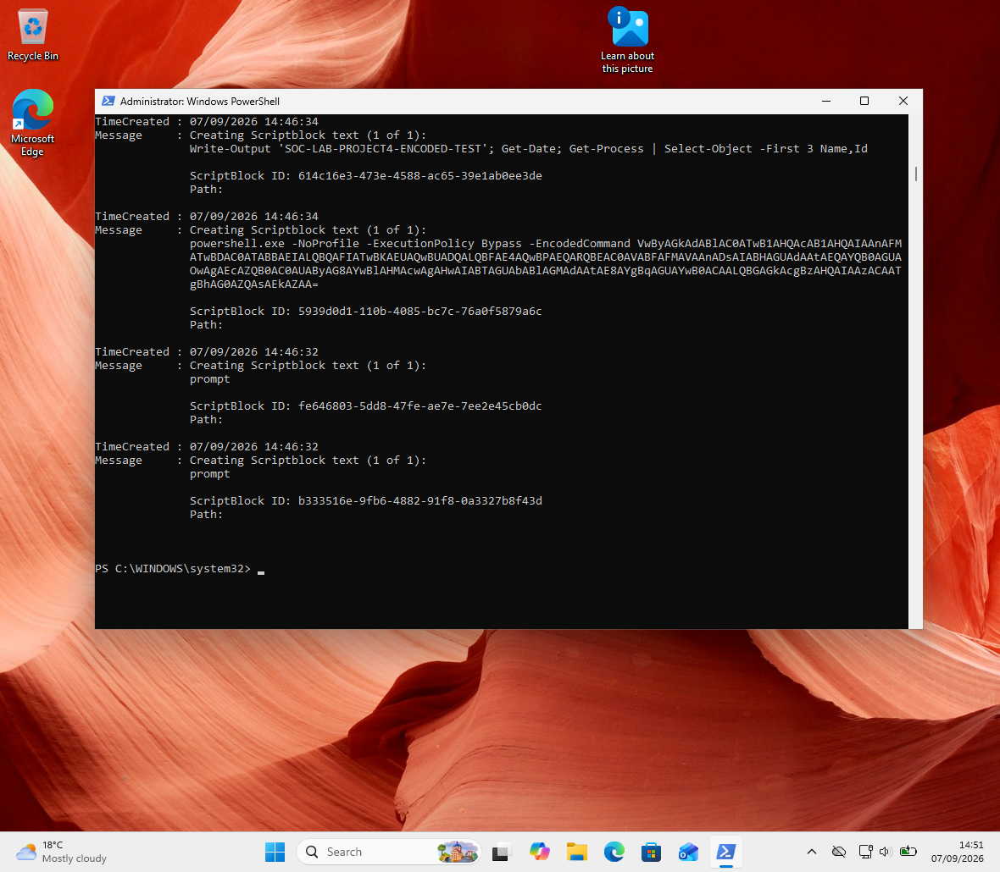 Recycle Bin
Learn about
this picture
Microsoft
Edge
Administrator: Windows PowerShell
TimeCreated : 07/09/2026 14:46:34
Message     : Creating Scriptblock text (1 of 1):
Write-Output 'SOC-LAB-PROJECT4-ENCODED-TEST'; Get-Date; Get-Process | Select-Object -First 3 Name,Id
ScriptBlock ID: 614c16e3-473e-4588-ac65-39e1ab0ee3de
Path:
TimeCreated : 07/09/2026 14:46:34
Message     : Creating Scriptblock text (1 of 1):
powershell.exe -NoProfile -ExecutionPolicy Bypass -EncodedCommand VwByAGkAdABlAC0ATwB1AHQAcAB1AHQAIAAnAFM
ATwBDAC0ATABBAEIALQBQAFIATwBKAEUAQwBUADQALQBFAE4AQwBPAEQARQBEAC0AVABFAFMAVAAnADsAIABHAGUAdAAtAEQAYQB0AGUA
OwAgAEcAZQB0AC0AUAByAG8AYwBlAHMAcwAgAHwAIABTAGUAbABlAGMAdAAtAE8AYgBqAGUAYwB0ACAALQBGAGkAcgBzAHQAIAAzACAAT
gBhAG0AZQAsAEkAZAA=
ScriptBlock ID: 5939d0d1-110b-4085-bc7c-76a0f5879a6c
Path:
TimeCreated : 07/09/2026 14:46:32
Message     : Creating Scriptblock text (1 of 1):
prompt
ScriptBlock ID: fe646803-5dd8-47fe-ae7e-7ee2e45cb0dc
Path:
TimeCreated : 07/09/2026 14:46:32
Message     : Creating Scriptblock text (1 of 1):
prompt
ScriptBlock ID: b333516e-9fb6-4882-91f8-0a3327b8f43d
Path:
PS C:\WINDOWS\system32>
18°C
Mostly cloudy
Search
14:51
07/09/2026